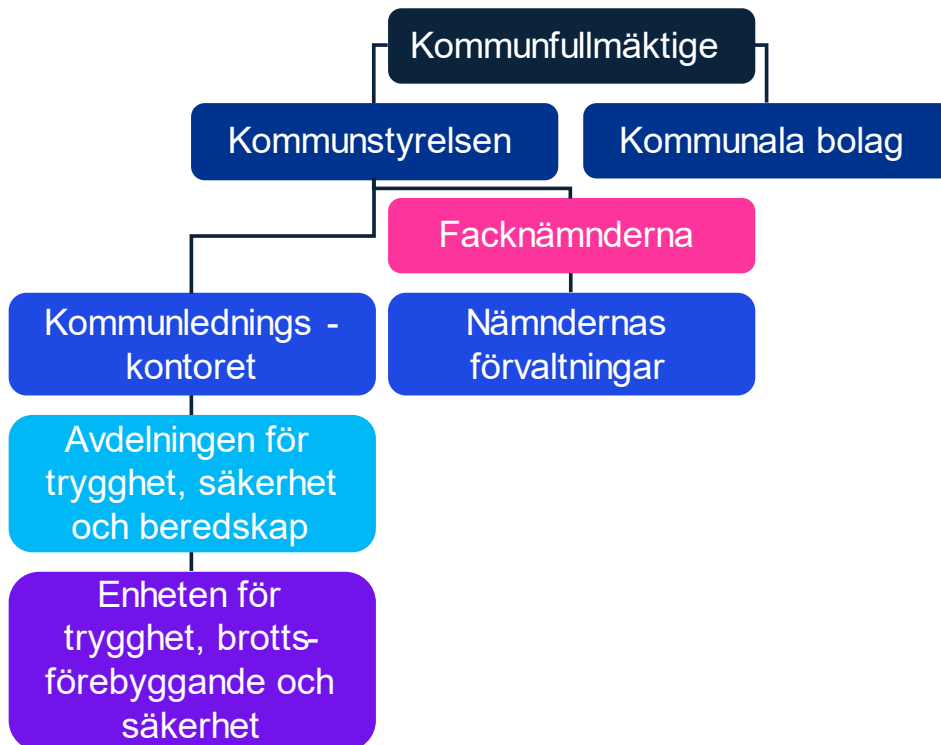 Kommunfullmäktige
Kommunstyrelsen
Kommunala bolag
Facknämnderna
Kommunlednings -
kontoret
Nämndernas
förvaltningar
Avdelningen för
trygghet, säkerhet
och beredskap
Enheten för
trygghet, brotts-
förebyggande och
säkerhet